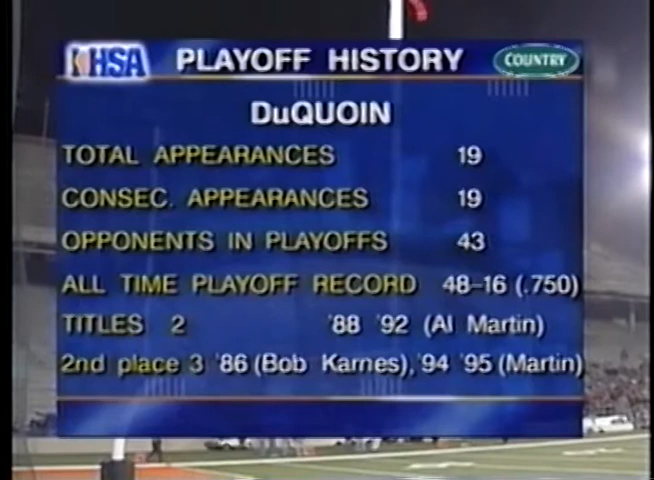 IHSA PLAYOFF HISTORY COUNTRY
DuQUOIN
TOTAL APPEARANCES 19
CONSEC. APPEARANCES 19
OPPONENTS IN PLAYOFFS 43
ALL TIME PLAYOFF RECORD 48-16 (.750)
TITLES 2 '88 '92 (Al Martin)
2nd place 3 '86 (Bob Karnes), '94 '95 (Martin)